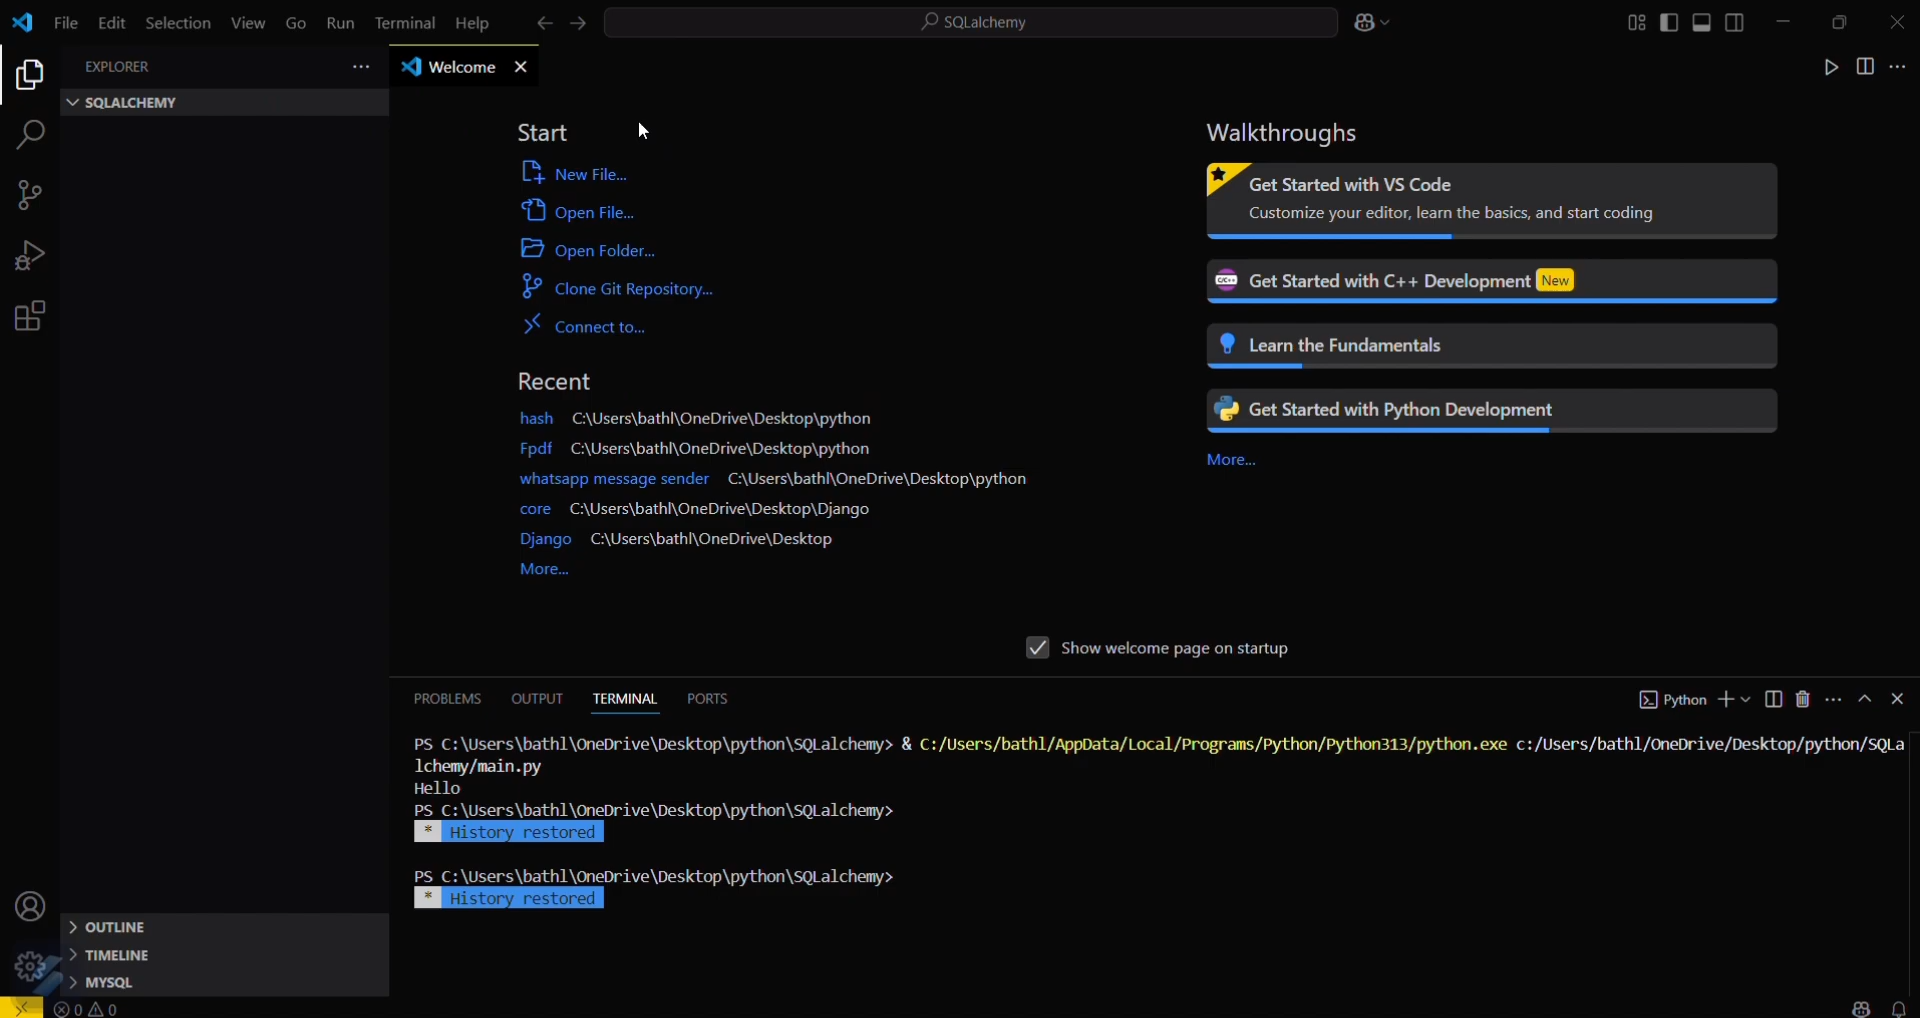 File Edit Selection View Go Run Terminal Help
SQLalchemy
EXPLORER
Welcome
SQLALCHEMY
Start
New File...
Open File...
Open Folder...
Clone Git Repository...
Connect to...
Recent
hash C:\Users\bathl\OneDrive\Desktop\python
Fpdf C:\Users\bathl\OneDrive\Desktop\python
whatsapp message sender C:\Users\bathl\OneDrive\Desktop\python
core C:\Users\bathl\OneDrive\Desktop\Django
Django C:\Users\bathl\OneDrive\Desktop
More...
Walkthroughs
Get Started with VS Code
Customize your editor, learn the basics, and start coding
C/C++ Get Started with C++ Development New
Learn the Fundamentals
Get Started with Python Development
More...
Show welcome page on startup
PROBLEMS OUTPUT TERMINAL PORTS
Python
PS C:\Users\bathl\OneDrive\Desktop\python\SQLalchemy> & C:/Users/bathl/AppData/Local/Programs/Python/Python313/python.exe c:/Users/bathl/OneDrive/Desktop/python/SQLa
lchemy/main.py
Hello
PS C:\Users\bathl\OneDrive\Desktop\python\SQLalchemy>
* History restored
PS C:\Users\bathl\OneDrive\Desktop\python\SQLalchemy>
* History restored
OUTLINE
TIMELINE
MYSQL
0 0